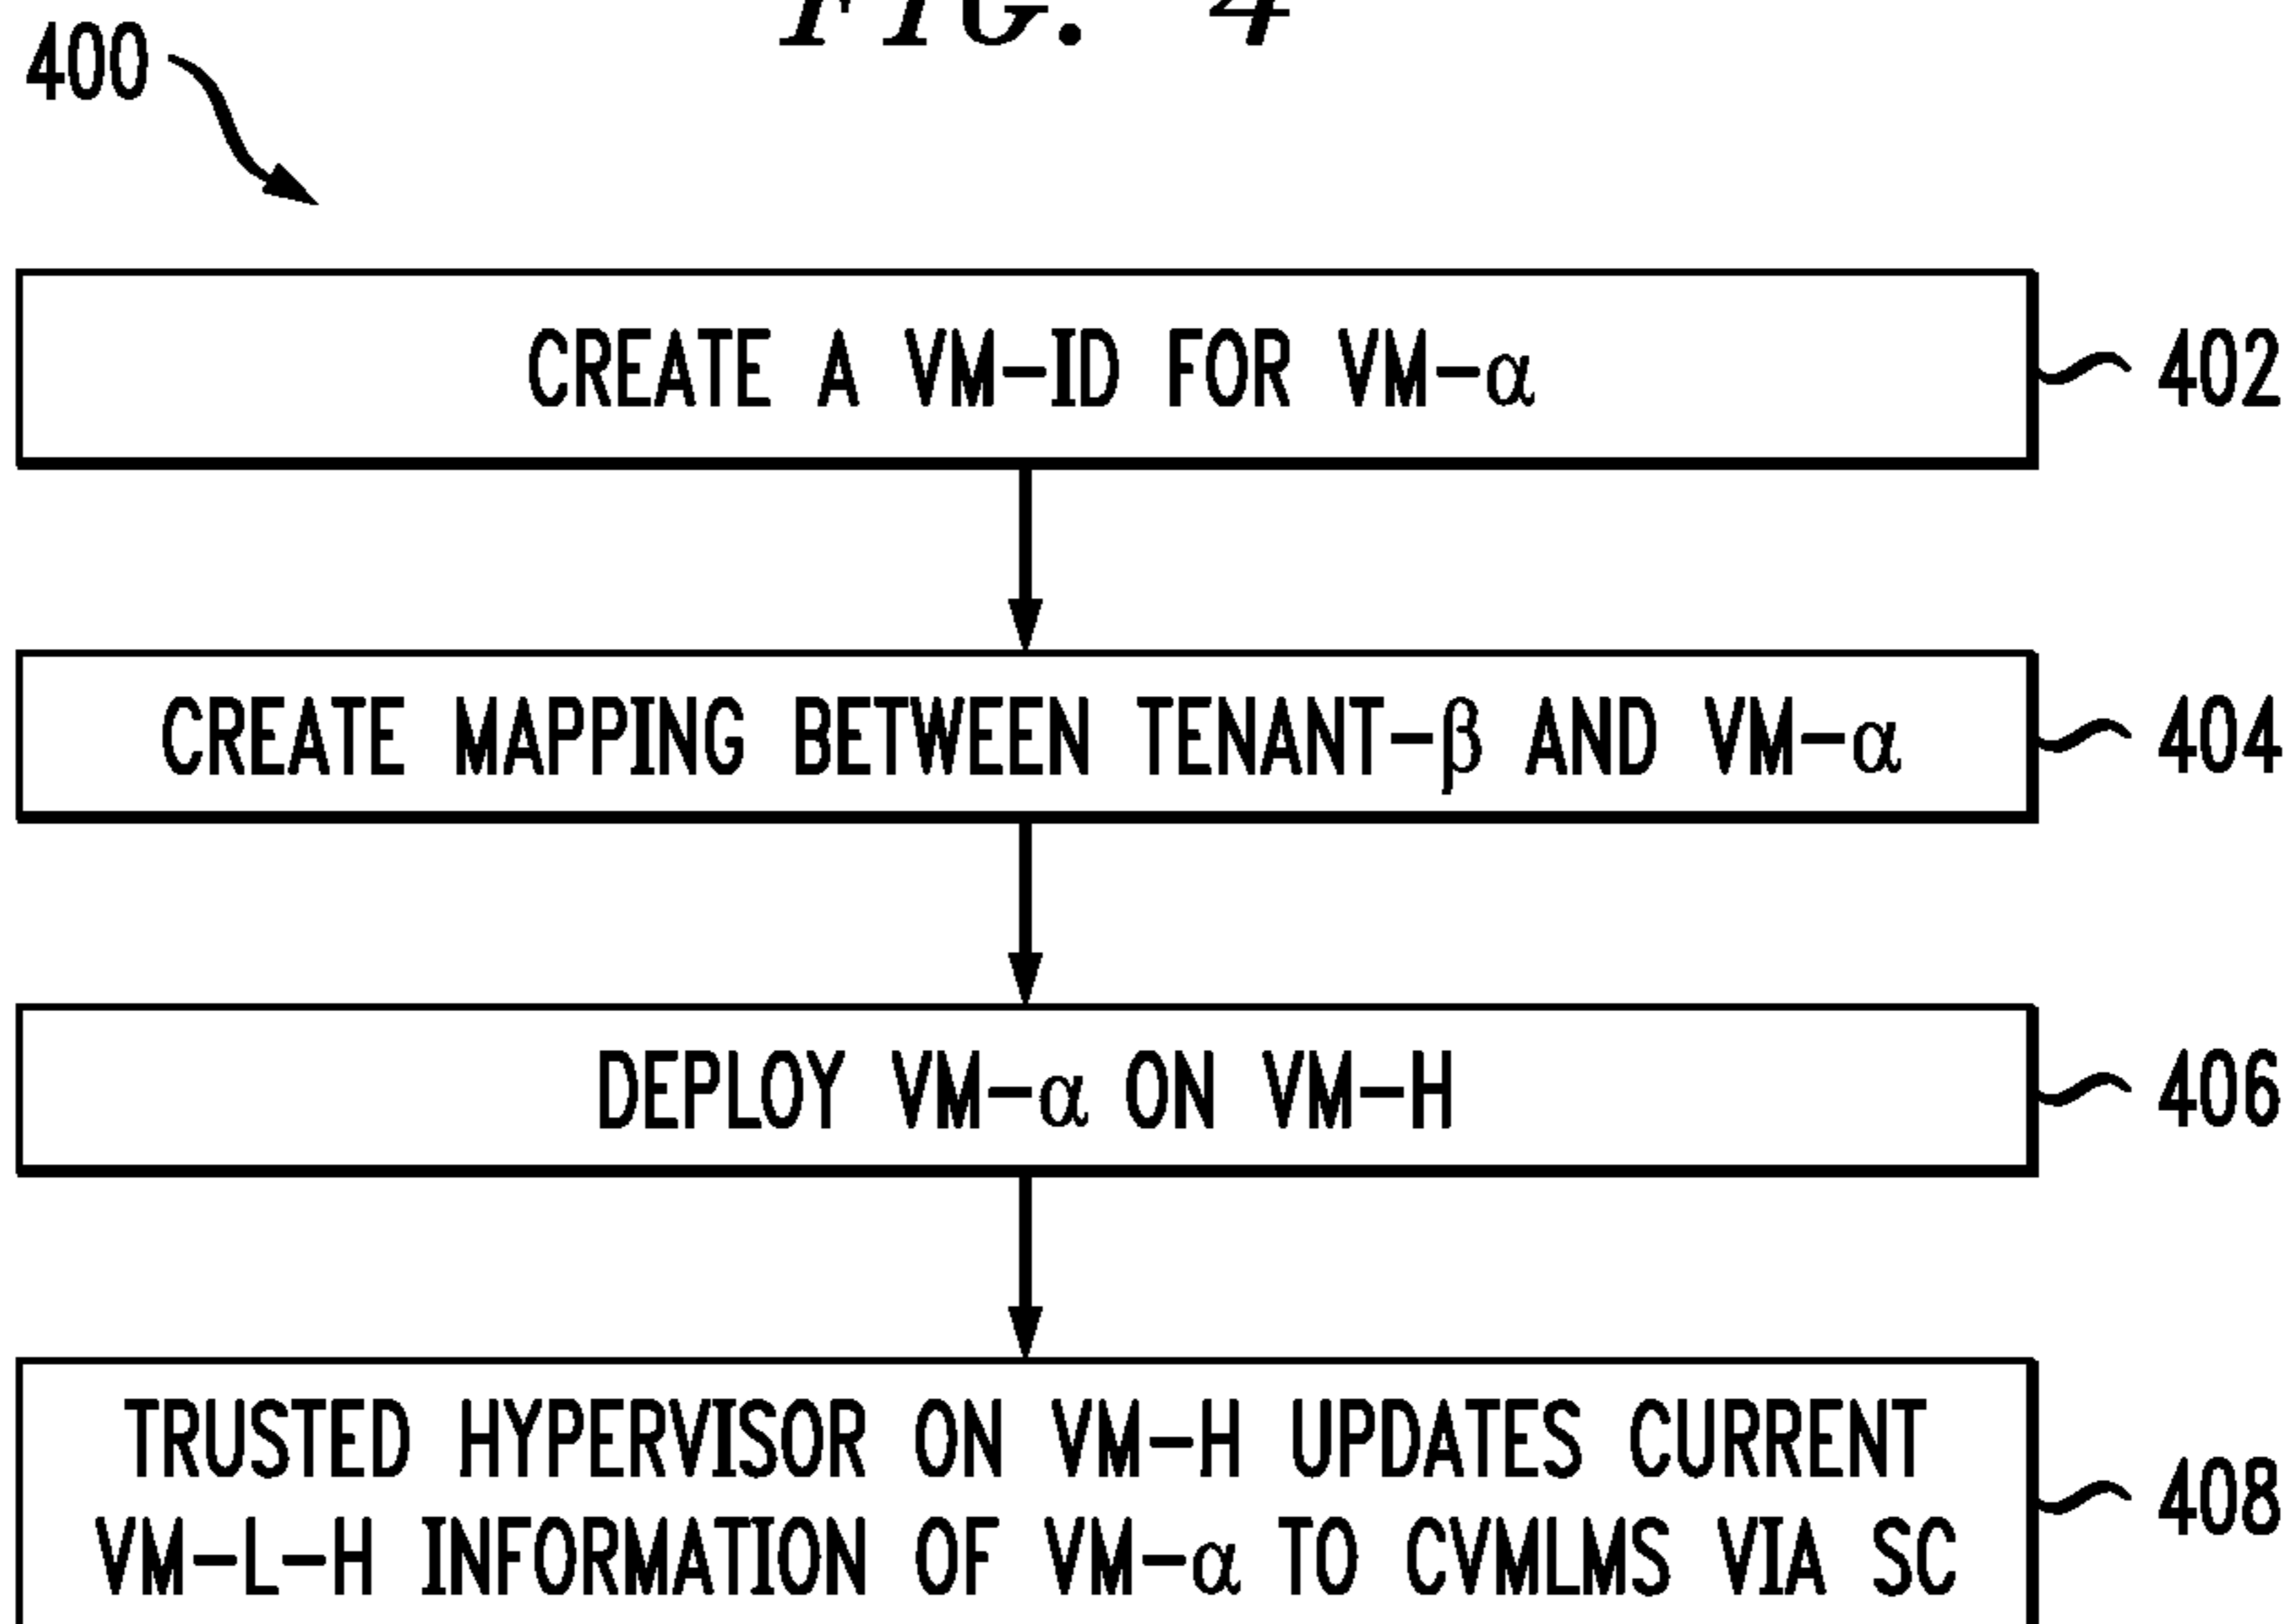 FIG. 4
400
CREATE A VM-ID FOR VM-α
402
CREATE MAPPING BETWEEN TENANT-β AND VM-α
404
DEPLOY VM-α ON VM-H
406
TRUSTED HYPERVISOR ON VM-H UPDATES CURRENT
VM-L-H INFORMATION OF VM-α TO CVMLMS VIA SC
408